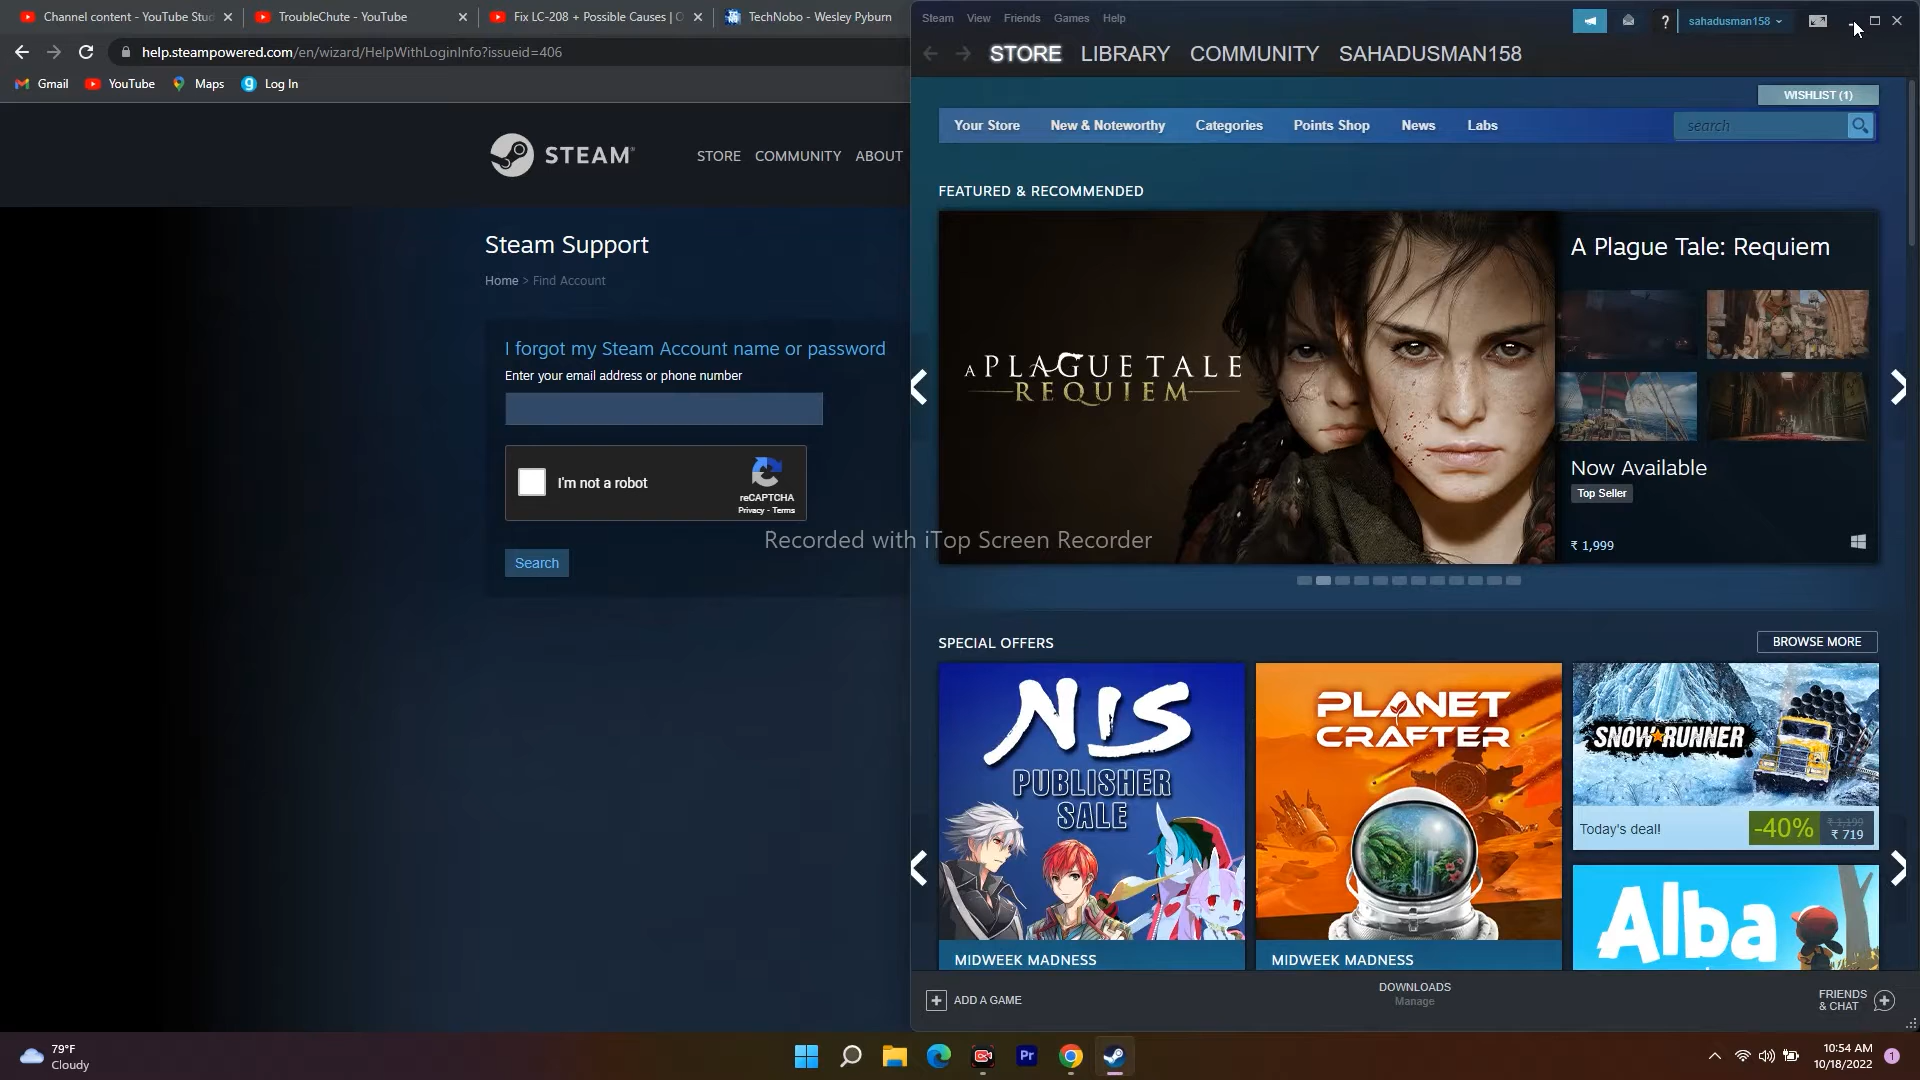 Channel content - YouTube Stud
TroubleChute - YouTube
Fix LC-208 + Possible Causes | O
TechNobo - Wesley Pyburn
help.steampowered.com/en/wizard/HelpWithLoginInfo?issueid=406
Gmail
YouTube
Maps
Log In
STEAM®
STORE COMMUNITY ABOUT
Steam Support
Home > Find Account
I forgot my Steam Account name or password
Enter your email address or phone number
I'm not a robot
reCAPTCHA
Privacy - Terms
Search
Recorded with iTop Screen Recorder
Steam View Friends Games Help
? sahadusman158
STORE LIBRARY COMMUNITY SAHADUSMAN158
WISHLIST (1)
Your Store New & Noteworthy Categories Points Shop News Labs
search
FEATURED & RECOMMENDED
A PLAGUE TALE
REQUIEM
A Plague Tale: Requiem
Now Available
Top Seller
₹ 1,999
SPECIAL OFFERS
BROWSE MORE
NIS
PUBLISHER
SALE
MIDWEEK MADNESS
PLANET
CRAFTER
MIDWEEK MADNESS
SNOWRUNNER
Today's deal!
-40%
₹ 1,199
₹ 719
Alba
ADD A GAME
DOWNLOADS
Manage
FRIENDS
& CHAT
79°F
Cloudy
Pr
10:54 AM
10/18/2022
1